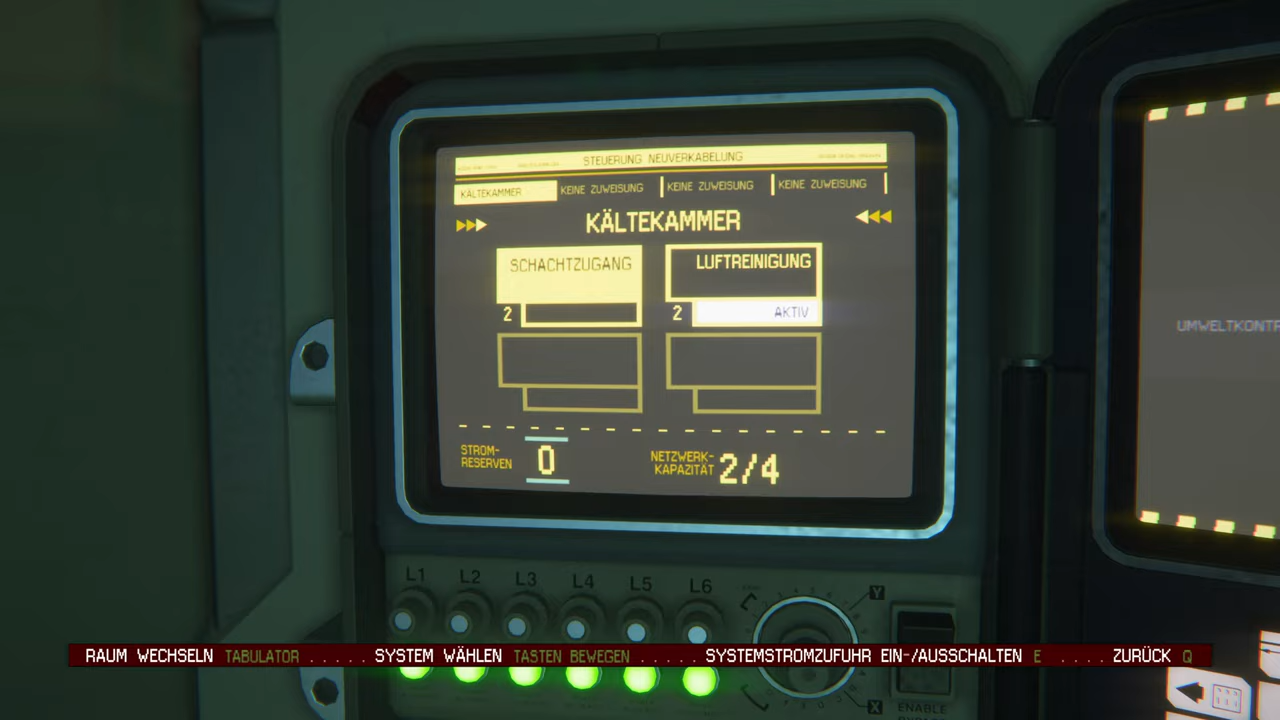 STEUERUNG NEUVERKABELUNG
KÄLTEKAMMER KEINE ZUWEISUNG KEINE ZUWEISUNG KEINE ZUWEISUNG
KÄLTEKAMMER
SCHACHTZUGANG LUFTREINIGUNG
2 2 AKTIV
STROM-
RESERVEN 0
NETZWERK-
KAPAZITÄT 2/4
UMWELTKONTR
L1 L2 L3 L4 L5 L6
Y
RAUM WECHSELN TABULATOR ..... SYSTEM WÄHLEN TASTEN BEWEGEN ..... SYSTEMSTROMZUFUHR EIN-/AUSSCHALTEN E .... ZURÜCK Q
X
ENABLE